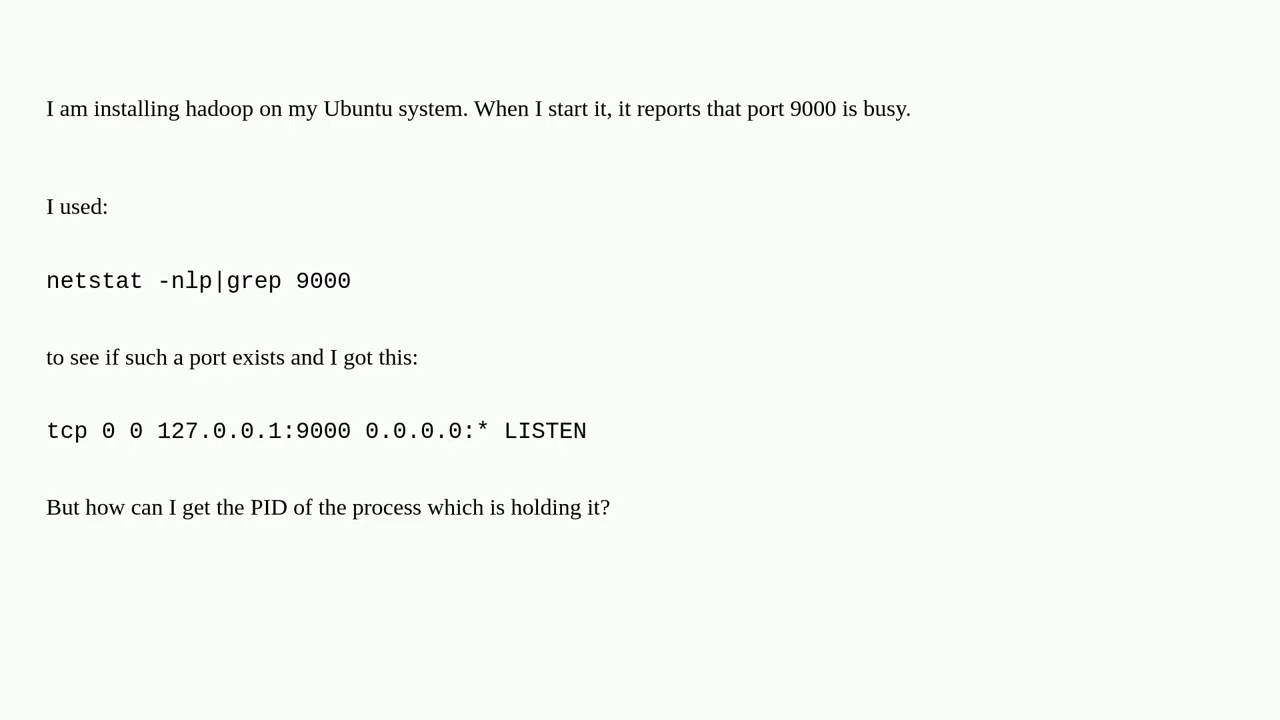 I am installing hadoop on my Ubuntu system. When I start it, it reports that port 9000 is busy.
I used:
netstat -nlp|grep 9000
to see if such a port exists and I got this:
tcp 0 0 127.0.0.1:9000 0.0.0.0:* LISTEN
But how can I get the PID of the process which is holding it?